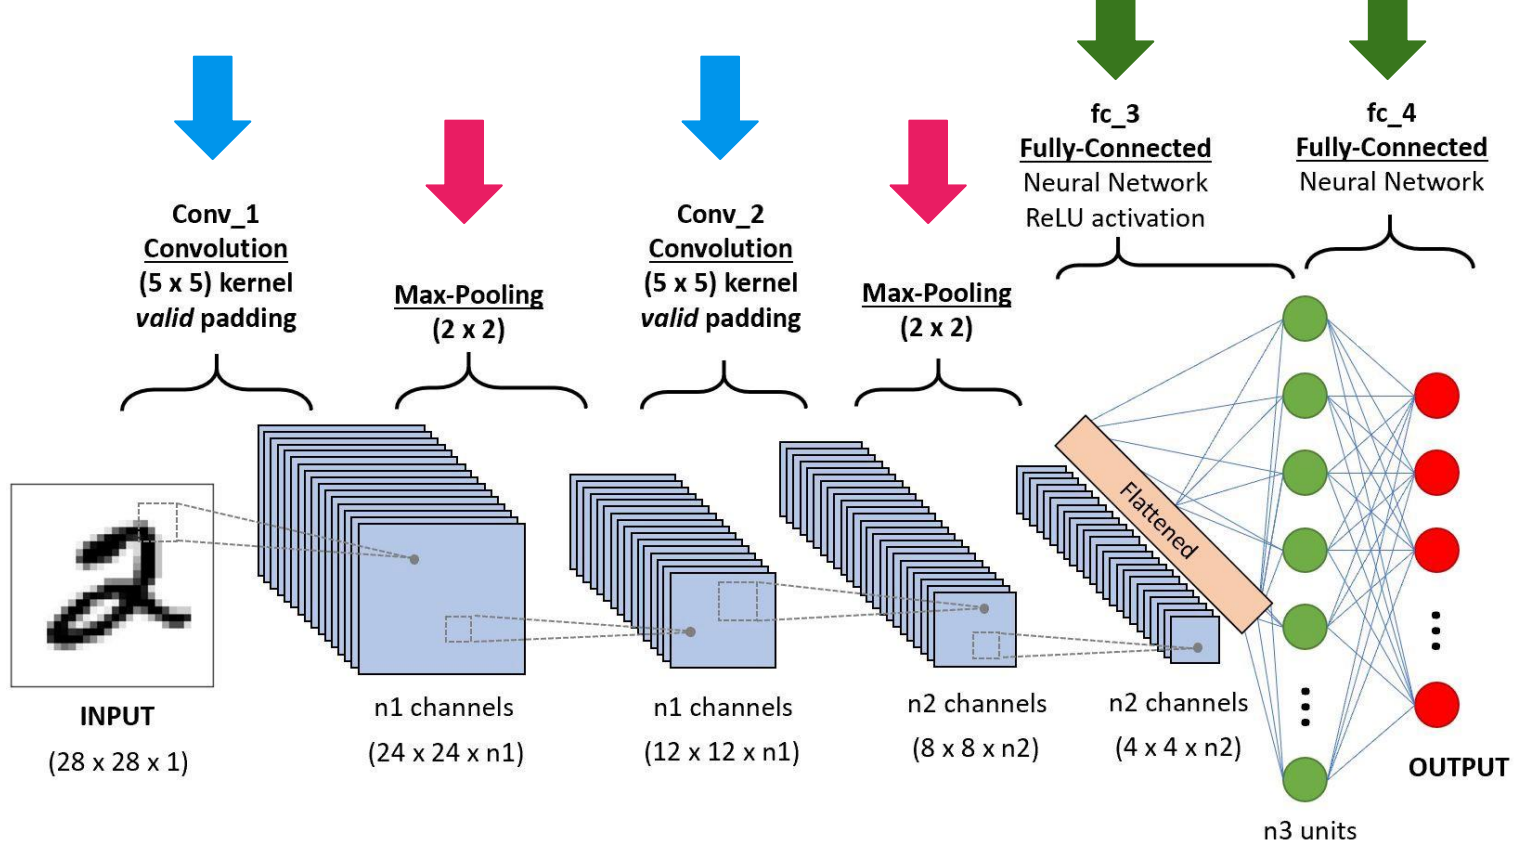 fc_3
Fully-Connected
Neural Network
ReLU activation
fc_4
Fully-Connected
Neural Network
Conv_1
Convolution
(5 x 5) kernel
valid padding
Max-Pooling
(2 x 2)
Conv_2
Convolution
(5 x 5) kernel
valid padding
Max-Pooling
(2 x 2)
Flattened
2
INPUT
(28 x 28 x 1)
n1 channels
(24 x 24 x n1)
n1 channels
(12 x 12 x n1)
n2 channels
(8 x 8 x n2)
n2 channels
(4 x 4 x n2)
n3 units
OUTPUT